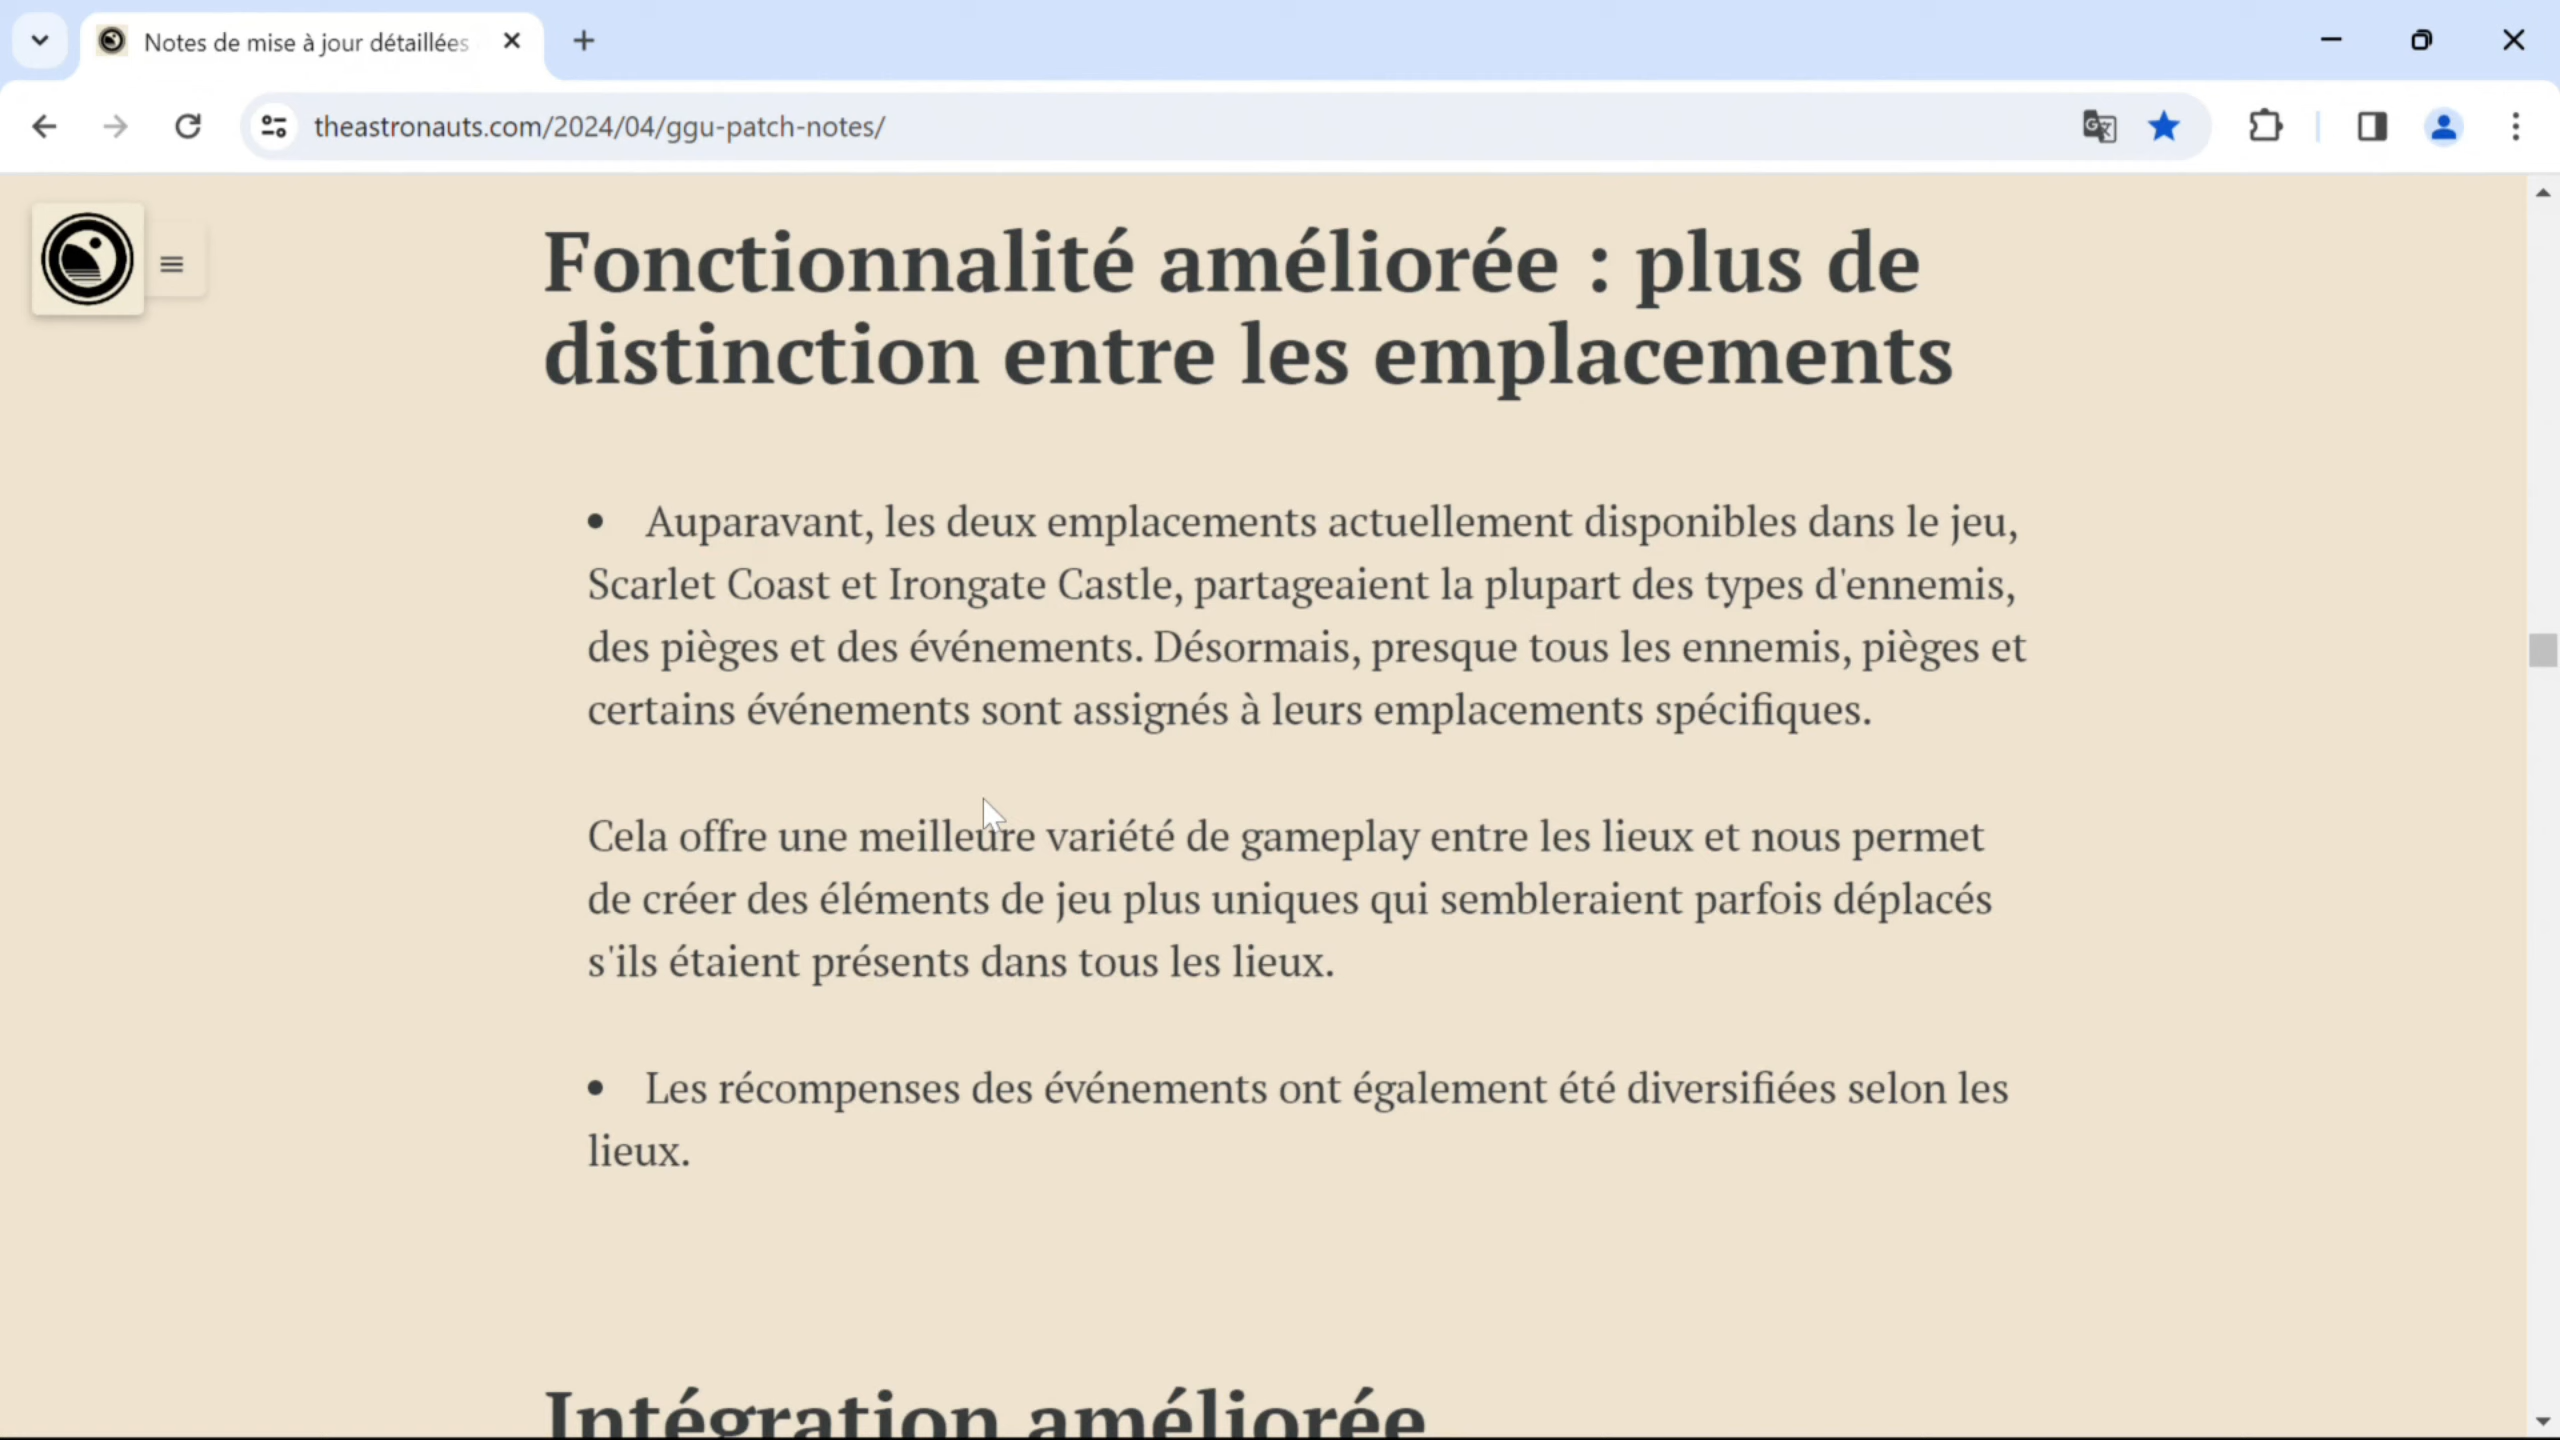 Notes de mise à jour détaillées
theastronauts.com/2024/04/ggu-patch-notes/
Fonctionnalité améliorée : plus de
distinction entre les emplacements
• Auparavant, les deux emplacements actuellement disponibles dans le jeu,
Scarlet Coast et Irongate Castle, partageaient la plupart des types d'ennemis,
des pièges et des événements. Désormais, presque tous les ennemis, pièges et
certains événements sont assignés à leurs emplacements spécifiques.
Cela offre une meilleure variété de gameplay entre les lieux et nous permet
de créer des éléments de jeu plus uniques qui sembleraient parfois déplacés
s'ils étaient présents dans tous les lieux.
• Les récompenses des événements ont également été diversifiées selon les
lieux.
Intégration améliorée